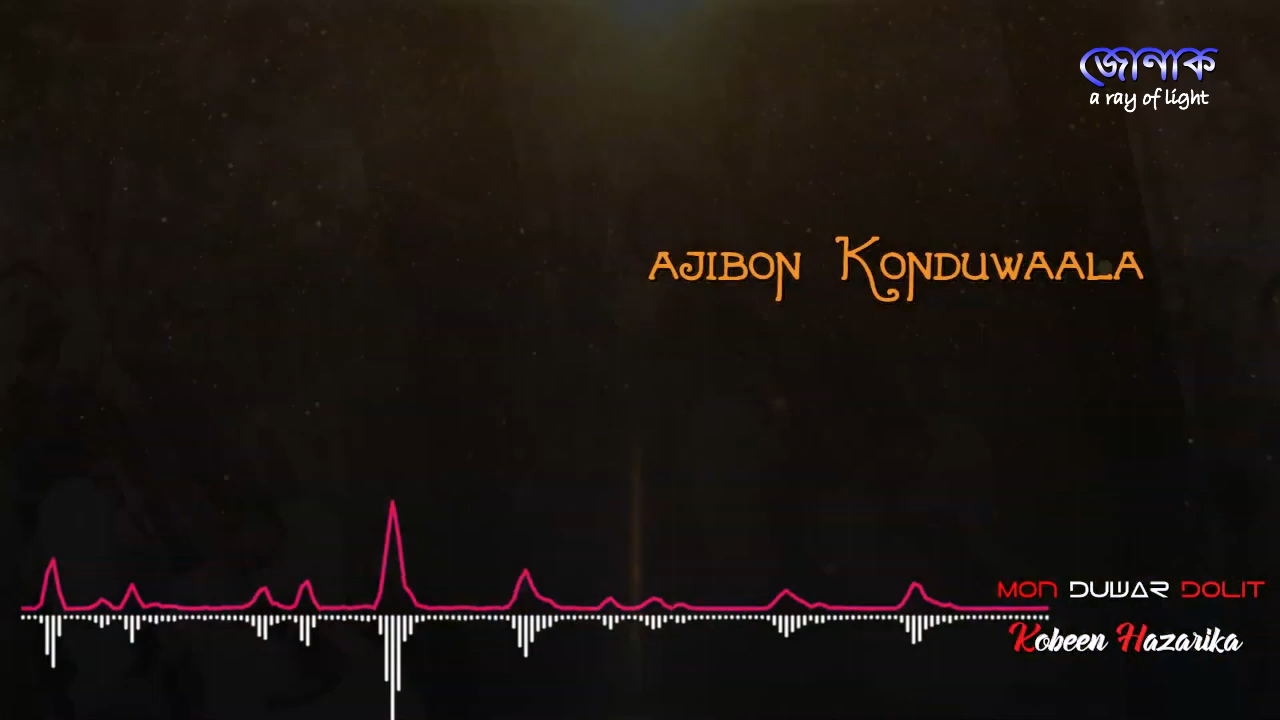 জোনাক
a ray of light
AJIBON KONDUWAALA
MON DUWAR DOLIT
Kobeen Hazarika